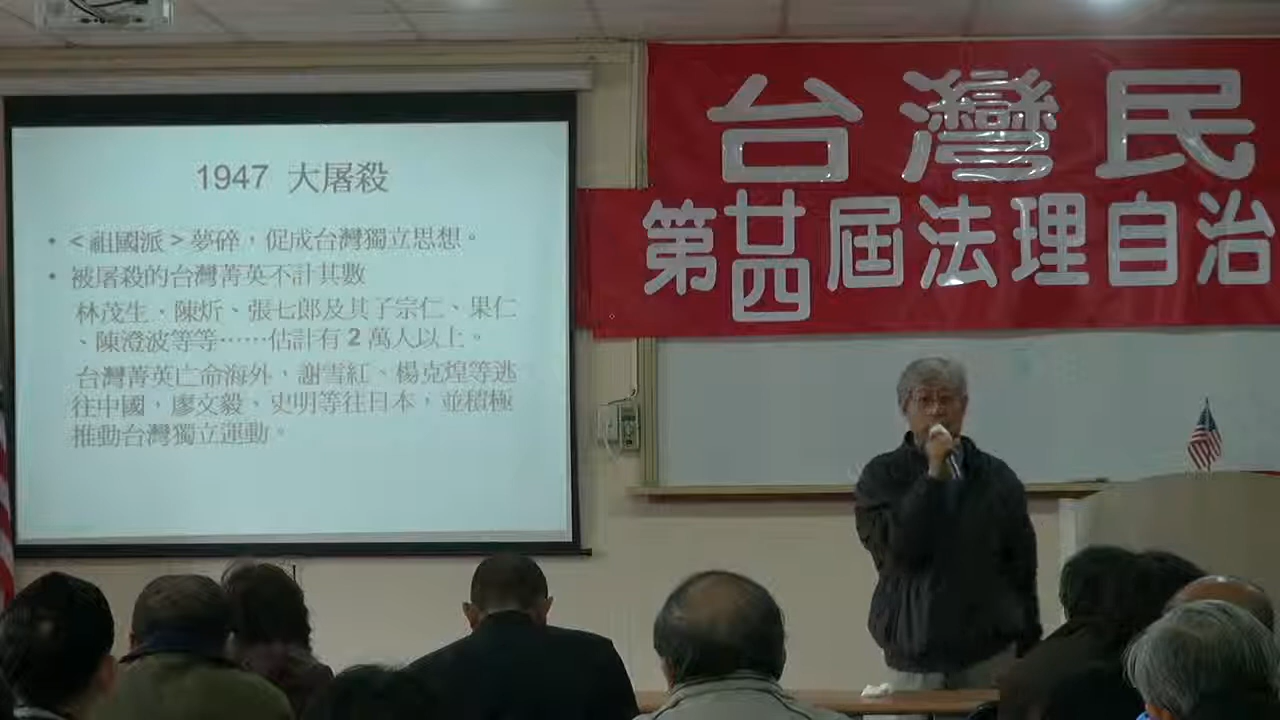 1947 大屠殺
• <祖國派>夢碎，促成台灣獨立思想。
• 被屠殺的台灣菁英不計其數
林茂生．陳炘、張七郎及其子宗仁、果仁
、陳澄波等等……估計有 2 萬人以上。
台灣菁英亡命海外，謝雪紅、楊克煌等逃
往中國，廖文毅、史明等往日本，並積極
推動台灣獨立運動。
台灣民
第廿四屆法理自治